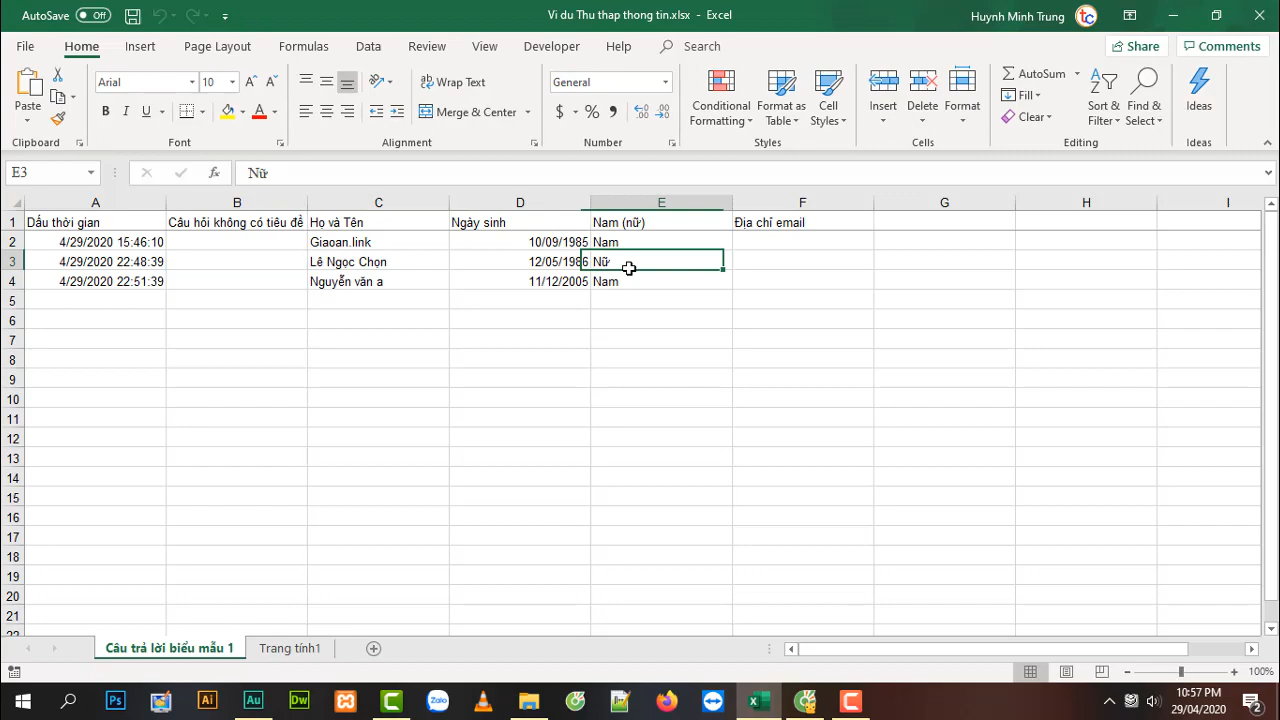 AutoSave Off
Vi du Thu thap thong tin.xlsx - Excel
Huynh Minh Trung
File Home Insert Page Layout Formulas Data Review View Developer Help Search
Share Comments
Paste
Clipboard
Arial 10
B I U
Font
Wrap Text
Merge & Center
Alignment
General
$ % ,
Number
Conditional Formatting
Format as Table
Cell Styles
Styles
Insert Delete Format
Cells
AutoSum
Fill
Clear
Sort & Filter
Find & Select
Editing
Ideas
Ideas
E3 fx Nữ
A B C D E F G H I
1 Dấu thời gian Câu hỏi không có tiêu đề Họ và Tên Ngày sinh Nam (nữ) Địa chỉ email
2 4/29/2020 15:46:10 Giaoan.link 10/09/1985 Nam
3 4/29/2020 22:48:39 Lê Ngọc Chọn 12/05/1986 Nữ
4 4/29/2020 22:51:39 Nguyễn văn a 11/12/2005 Nam
5
6
7
8
9
10
11
12
13
14
15
16
17
18
19
20
21
22
Câu trả lời biểu mẫu 1 Trang tính1
100%
Ps Ai Au Dw Zalo
10:57 PM
29/04/2020
2